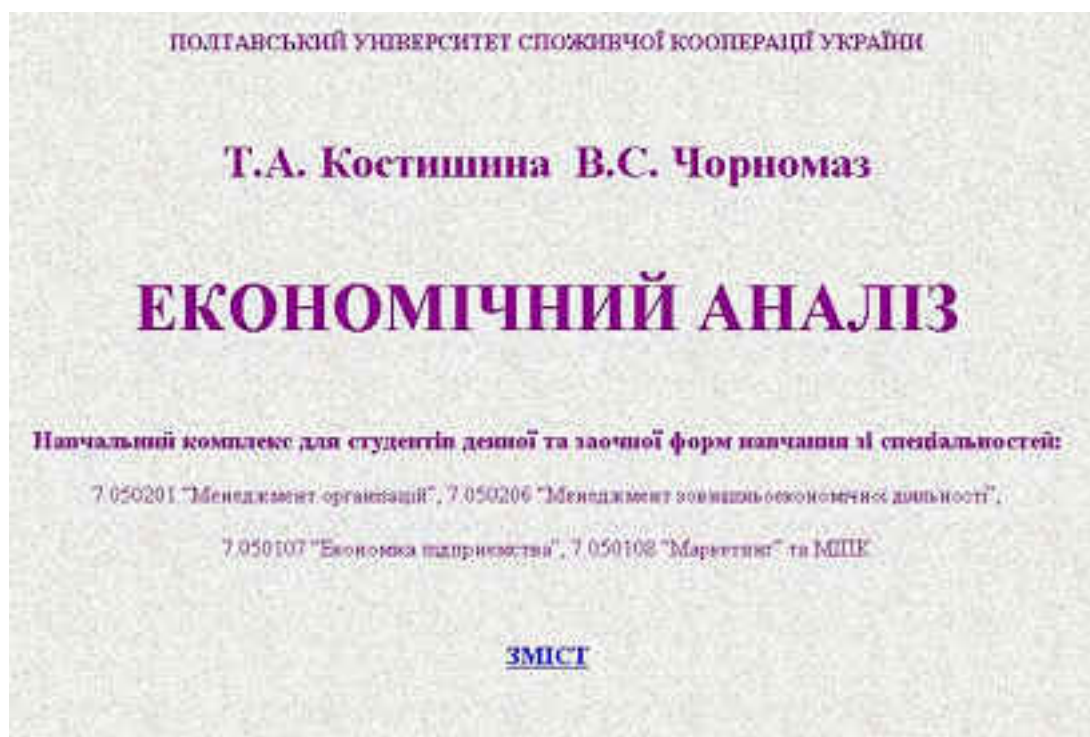 ПОЛТАВСЬКИЙ УНІВЕРСИТЕТ СПОЖИВЧОЇ КООПЕРАЦІЇ УКРАЇНИ
Т.А. Костишина В.С. Чорномаз
ЕКОНОМІЧНИЙ АНАЛІЗ
Навчальний комплекс для студентів денної та заочної форм навчання зі спеціальностей:
7.050201 "Менеджмент організацій", 7.050206 "Менеджмент зовнішньоекономічної діяльності",
7.050107 "Економіка підприємства", 7.050108 "Маркетинг" та МІПК
ЗМІСТ